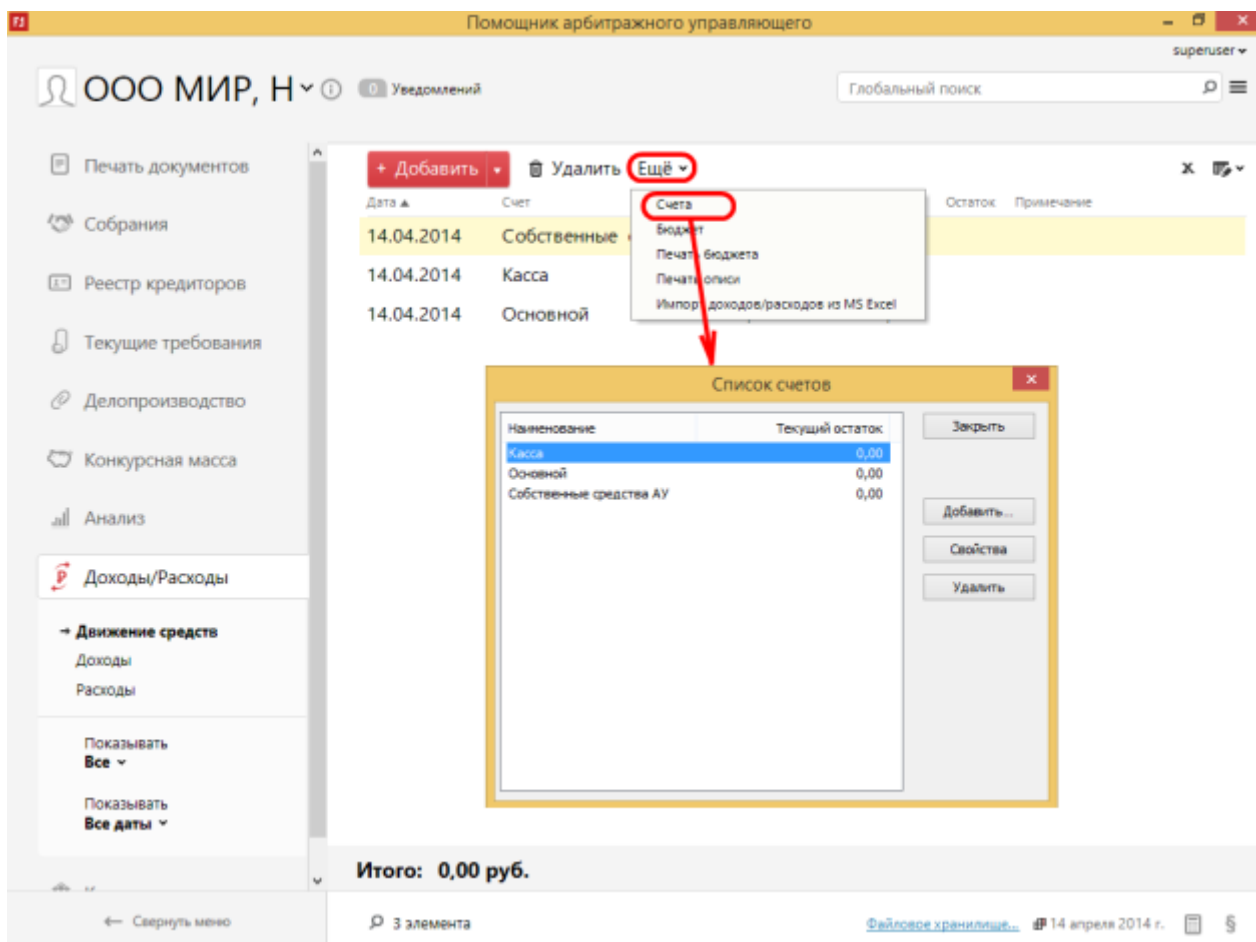 Помощник арбитражного управляющего
superuser
ООО МИР, Н
0 Уведомлений
Глобальный поиск
Печать документов
Собрания
Реестр кредиторов
Текущие требования
Делопроизводство
Конкурсная масса
Анализ
Доходы/Расходы
→ Движение средств
Доходы
Расходы
Показывать
Все
Показывать
Все даты
← Свернуть меню
+ Добавить Удалить Ещё
Дата ▲ Счет Остаток Примечание
14.04.2014 Собственные
14.04.2014 Касса
14.04.2014 Основной
Счета
Бюджет
Печать бюджета
Печать описи
Импорт доходов/расходов из MS Excel
Список счетов
Наименование Текущий остаток
Касса 0,00
Основной 0,00
Собственные средства АУ 0,00
Закрыть
Добавить...
Свойства
Удалить
Итого: 0,00 руб.
3 элемента
Файловое хранилище... 14 апреля 2014 г. §